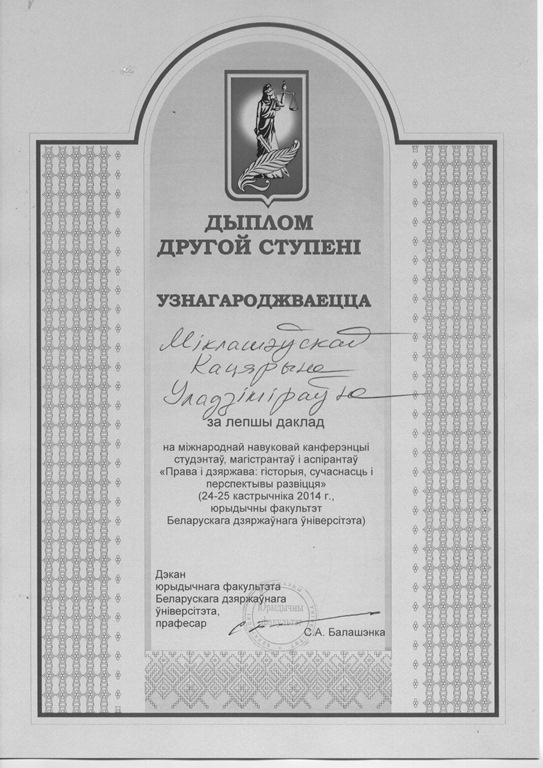 ДЫПЛОМ
ДРУГОЙ СТУПЕНІ
УЗНАГАРОДЖВАЕЦЦА
Міклашэўская
Кацярына
Уладзіміраўна
за лепшы даклад
на міжнароднай навуковай канферэнцыі
студэнтаў, магістрантаў і аспірантаў
«Права і дзяржава: гісторыя, сучаснасць і
перспектывы развіцця»
(24-25 кастрычніка 2014 г.,
юрыдычны факультэт
Беларускага дзяржаўнага ўніверсітэта)
Дэкан
юрыдычнага факультэта
Беларускага дзяржаўнага
ўніверсітэта,
прафесар
С.А. Балашэнка
Юрыдычны
факультэт